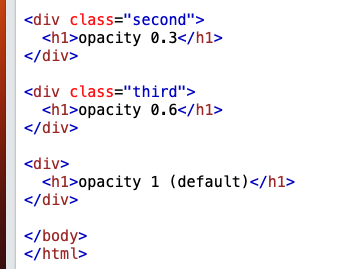 <div class="second">
  <h1>opacity 0.3</h1>
</div>

<div class="third">
  <h1>opacity 0.6</h1>
</div>

<div>
  <h1>opacity 1 (default)</h1>
</div>

</body>
</html>